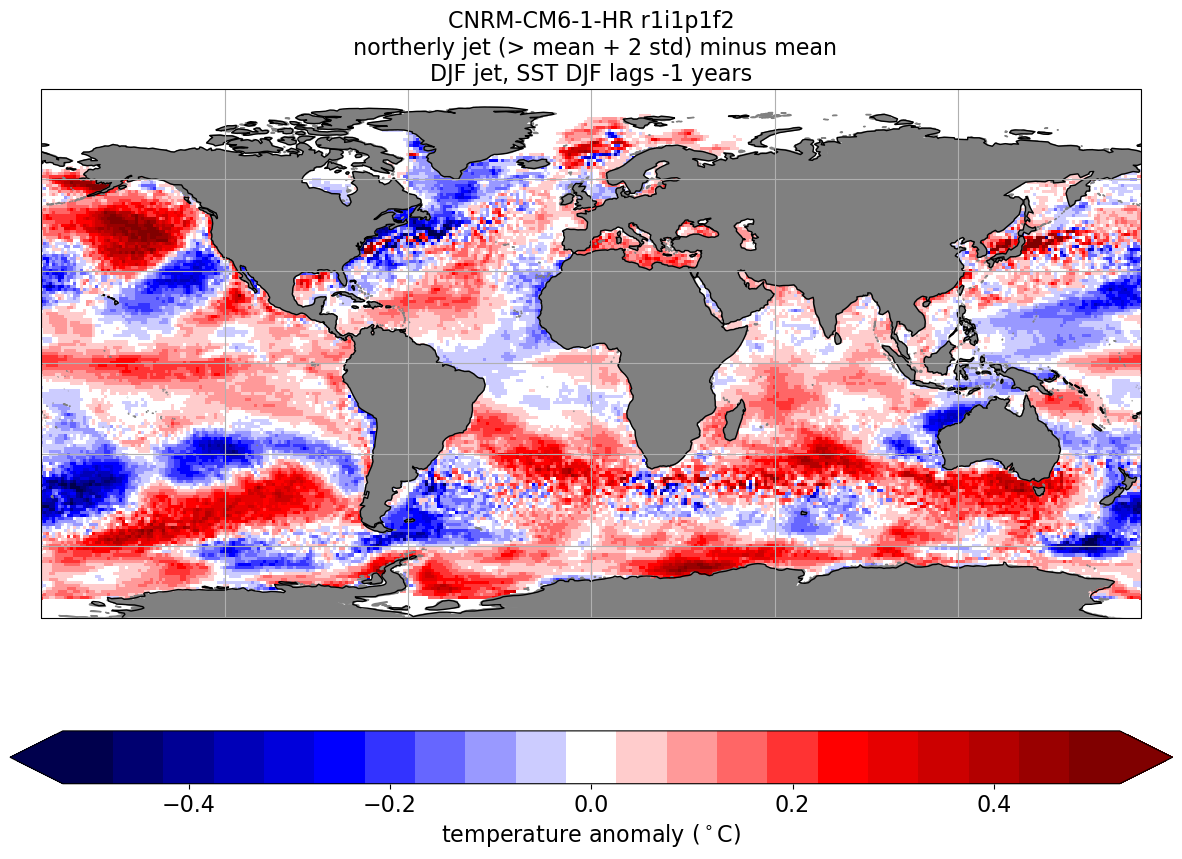 CNRM-CM6-1-HR r1i1p1f2
northerly jet (> mean + 2 std) minus mean
DJF jet, SST DJF lags -1 years
−0.4 −0.2 0.0 0.2 0.4
temperature anomaly (∘C)